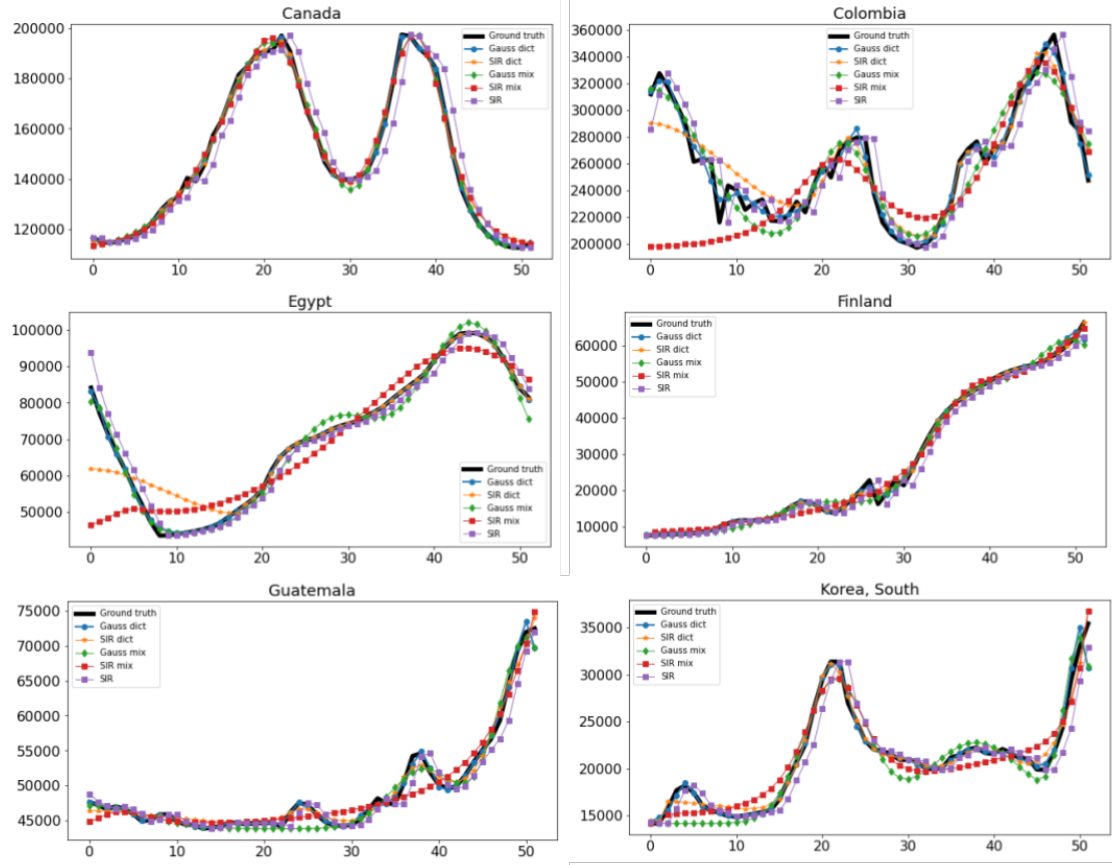 Canada
200000
180000
160000
140000
120000
0 10 20 30 40 50
Ground truth
Gauss dict
SIR dict
Gauss mix
SIR mix
SIR
Colombia
360000
340000
320000
300000
280000
260000
240000
220000
200000
0 10 20 30 40 50
Ground truth
Gauss dict
SIR dict
Gauss mix
SIR mix
SIR
Egypt
100000
90000
80000
70000
60000
50000
0 10 20 30 40 50
Ground truth
Gauss dict
SIR dict
Gauss mix
SIR mix
SIR
Finland
60000
50000
40000
30000
20000
10000
0 10 20 30 40 50
Ground truth
Gauss dict
SIR dict
Gauss mix
SIR mix
SIR
Guatemala
75000
70000
65000
60000
55000
50000
45000
0 10 20 30 40 50
Ground truth
Gauss dict
SIR dict
Gauss mix
SIR mix
SIR
Korea, South
35000
30000
25000
20000
15000
0 10 20 30 40 50
Ground truth
Gauss dict
SIR dict
Gauss mix
SIR mix
SIR